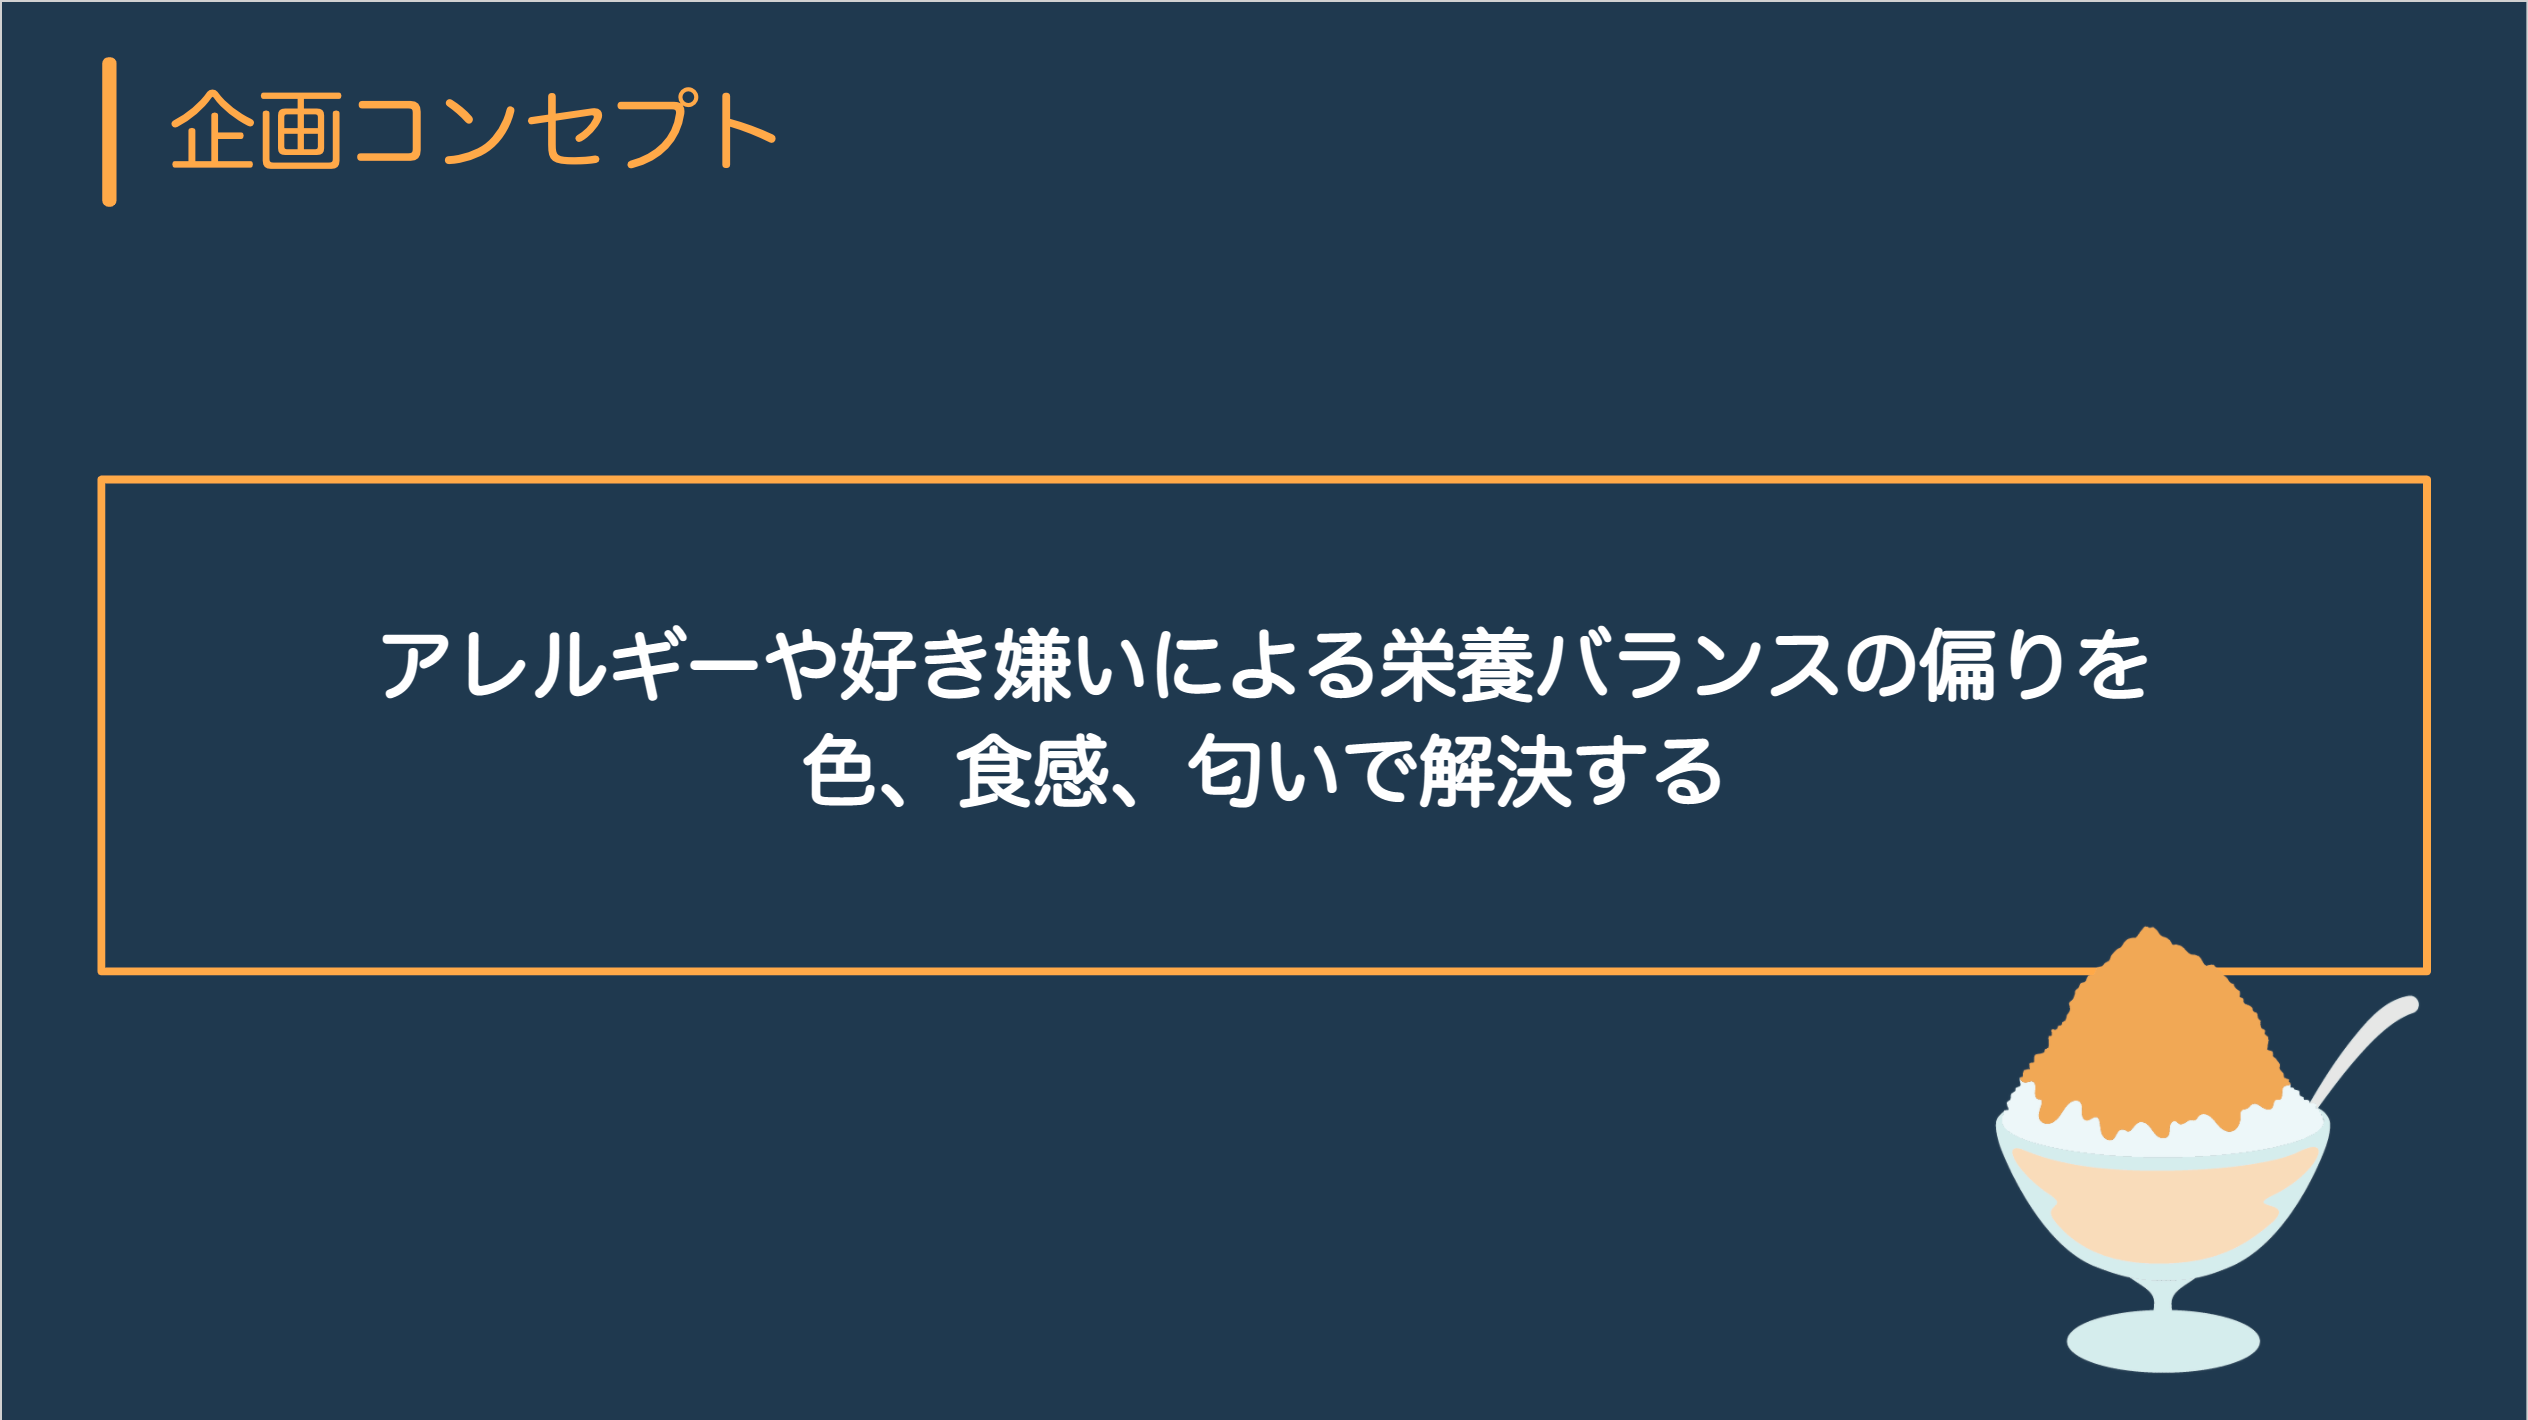 企画コンセプト
アレルギーや好き嫌いによる栄養バランスの偏りを
色、食感、匂いで解決する